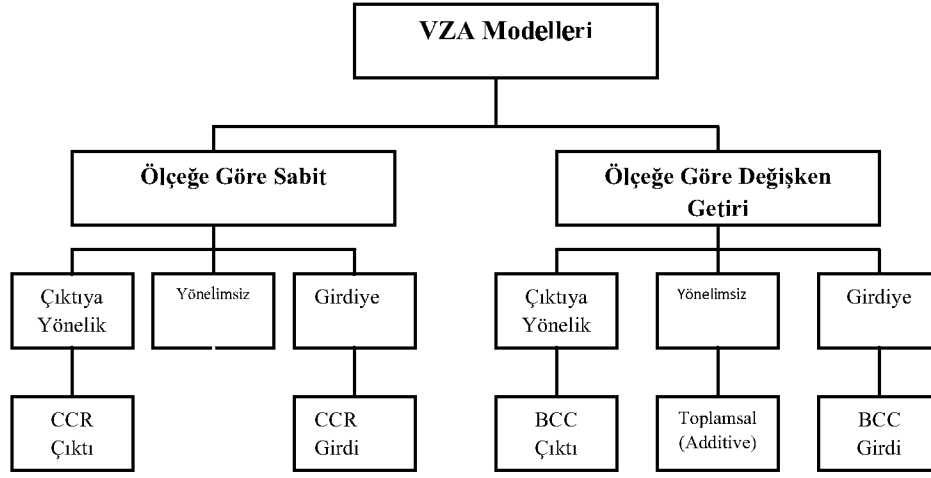 VZA Modelleri
Ölçeğe Göre Sabit
Ölçeğe Göre Değişken
Getiri
Çıktıya
Yönelik
Yönelimsiz
Girdiye
Çıktıya
Yönelik
Yönelimsiz
Girdiye
CCR
Çıktı
CCR
Girdi
BCC
Çıktı
Toplamsal
(Additive)
BCC
Girdi